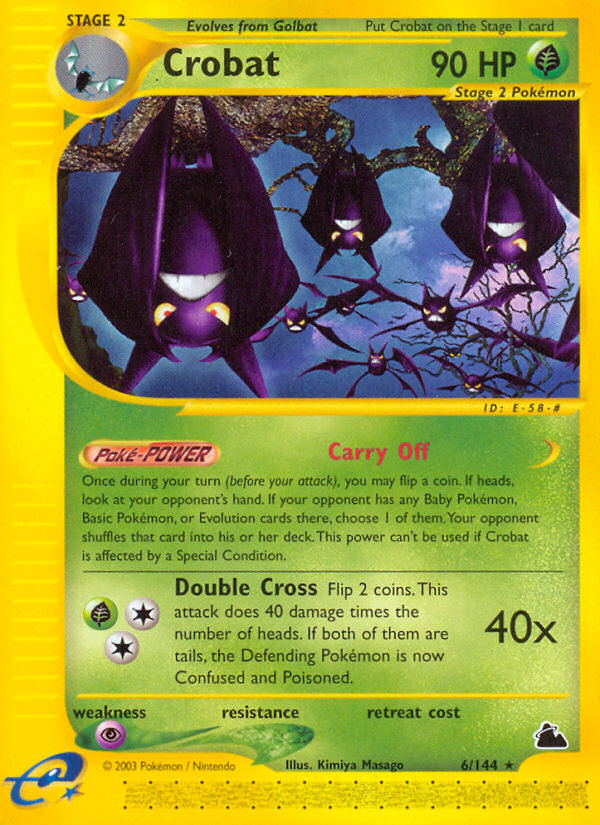 STAGE 2
Evolves from Golbat
Put Crobat on the Stage 1 card
Crobat
90 HP
Stage 2 Pokémon
ID: E-58-#
Poké-POWER
Carry Off
Once during your turn (before your attack), you may flip a coin. If heads,
look at your opponent's hand. If your opponent has any Baby Pokémon,
Basic Pokémon, or Evolution cards there, choose 1 of them. Your opponent
shuffles that card into his or her deck. This power can't be used if Crobat
is affected by a Special Condition.
Double Cross Flip 2 coins. This
attack does 40 damage times the
number of heads. If both of them are
tails, the Defending Pokémon is now
Confused and Poisoned.
40x
weakness
resistance
retreat cost
© 2003 Pokémon / Nintendo
Illus. Kimiya Masago
6/144 ★
e